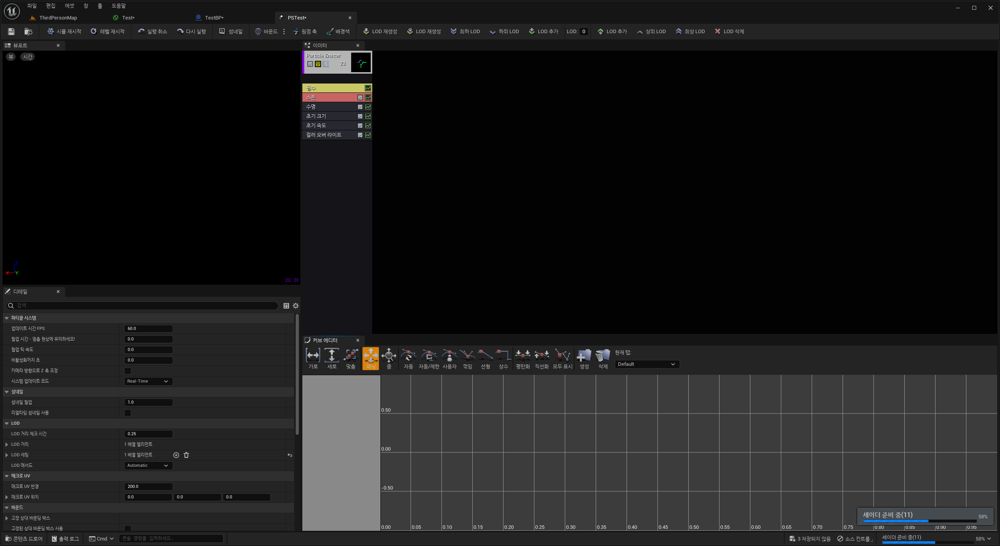 파일 편집 에셋 창 툴 도움말
ThirdPersonMap Test* TestBP* PSTest*
시뮬 재시작 레벨 재시작 실행 취소 다시 실행 섬네일 바운드 원점 축 배경색 LOD 재생성 LOD 재생성 최하 LOD 하위 LOD LOD 추가 LOD: 0 LOD 추가 상위 LOD 최상 LOD LOD 삭제
뷰포트
뷰 시간
Z
X Y
20/ 23
이미터
Particle Emitter
S 23
필수
스폰
수명
초기 크기
초기 속도
컬러 오버 라이프
디테일
검색
파티클 시스템
업데이트 시간 FPS 60.0
웜업 시간 - 멈춤 현상에 유의하세요! 0.0
웜업 틱 속도 0.0
비활성화까지 초 0.0
카메라 방향으로 Z 축 조정
시스템 업데이트 모드 Real-Time
섬네일
섬네일 웜업 1.0
리얼타임 섬네일 사용
LOD
LOD 거리 체크 시간 0.25
LOD 거리 1 배열 엘리먼트
LOD 세팅 1 배열 엘리먼트
LOD 메서드 Automatic
매크로 UV
매크로 UV 반경 200.0
매크로 UV 위치 0.0 0.0 0.0
바운드
고정 상대 바운딩 박스
고정된 상대 바운딩 박스 사용
커브 에디터
가로 세로 맞춤 패닝 줌 자동 자동/제한 사용자 꺾임 선형 상수 평탄화 직선화 모두 표시 생성 삭제
현재 탭:
Default
0.50
0.00
-0.50
0.00 0.05 0.10 0.15 0.20 0.25 0.30 0.35 0.40 0.45 0.50 0.55 0.60 0.65 0.70 0.75 0.80 0.85 0.90 0.95
셰이더 준비 중(11) 58%
콘텐츠 드로어 출력 로그 Cmd 콘솔 명령을 입력하세요.
3 저장되지 않음 소스 컨트롤 셰이더 준비 중(11) 58%